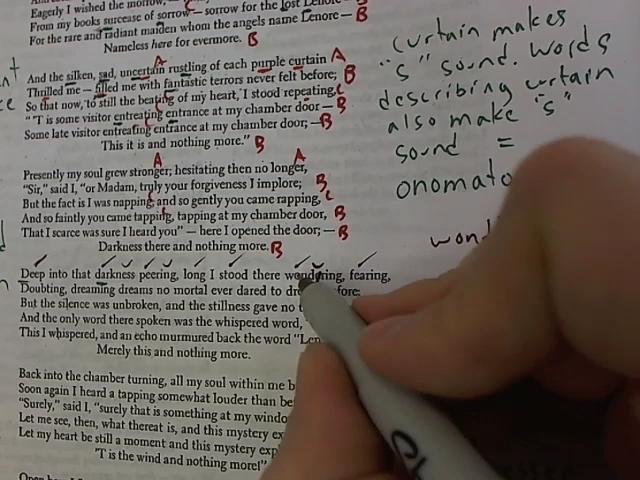 Eagerly I wished the morrow,
From my books surcease of sorrow — sorrow for the lost Lenore —
For the rare and radiant maiden whom the angels name Lenore — B
Nameless here for evermore. B
And the silken, sad, uncertain rustling of each purple curtain A
Thrilled me — filled me with fantastic terrors never felt before; B
So that now, to still the beating of my heart, I stood repeating, C
"'T is some visitor entreating entrance at my chamber door — B
Some late visitor entreating entrance at my chamber door; — B
This it is and nothing more." B
A A
Presently my soul grew stronger; hesitating then no longer,
"Sir," said I, "or Madam, truly your forgiveness I implore; B
But the fact is I was napping, and so gently you came rapping, C
And so faintly you came tapping, tapping at my chamber door, B
That I scarce was sure I heard you" — here I opened the door; — B
Darkness there and nothing more. B
Deep into that darkness peering, long I stood there wondering, fearing,
Doubting, dreaming dreams no mortal ever dared to fore;
But the silence was unbroken, and the stillness gave no
And the only word there spoken was the whispered word,
This I whispered, and an echo murmured back the word "Len
Merely this and nothing more.
Back into the chamber turning, all my soul within me b
Soon again I heard a tapping somewhat louder than be
"Surely," said I, "surely that is something at my windo
Let me see, then, what thereat is, and this mystery ex
Let my heart be still a moment and this mystery exp
'T is the wind and nothing more!"
curtain makes
"s" sound. Words
describing curtain
also make "s"
sound =
onomato
won